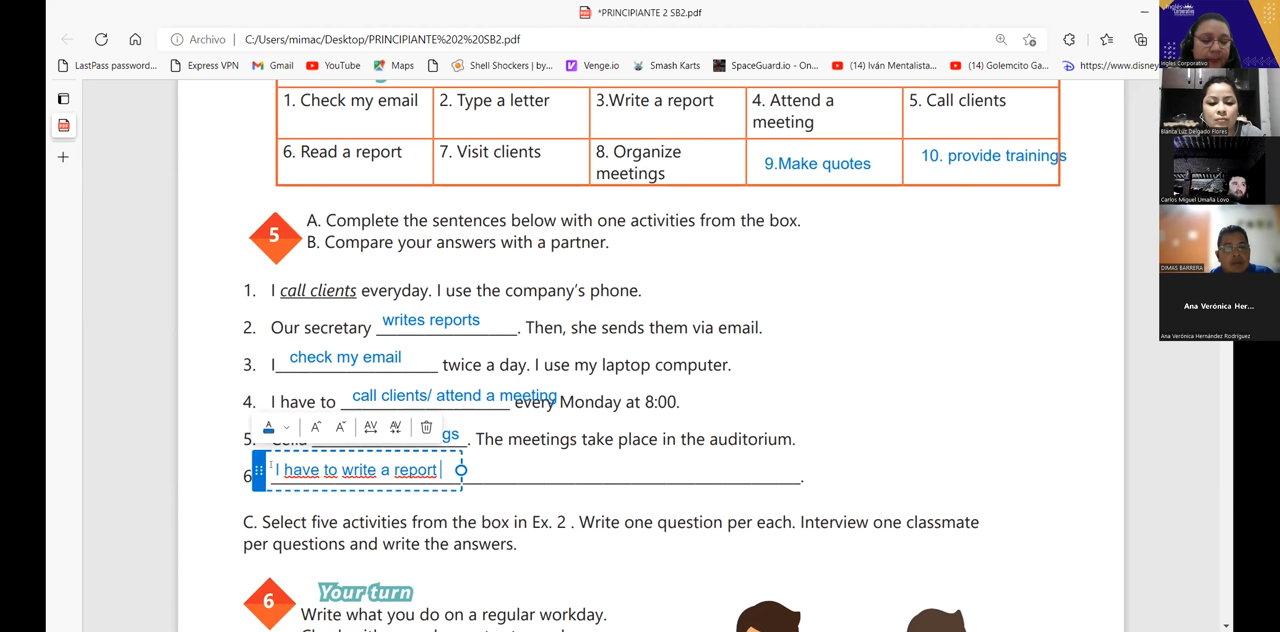 *PRINCIPIANTE 2 SB2.pdf
Archivo | C:/Users/mimac/Desktop/PRINCIPIANTE%202%20SB2.pdf
LastPass password... Express VPN Gmail YouTube Maps Shell Shockers | by... Venge.io Smash Karts SpaceGuard.io - On... (14) Iván Mentalista... (14) Golemcito Ga... https://www.disney
Inglés Corporativo
Inglés Corporativo
Blanca Luz Delgado Flores
Carlos Miguel Umaña Lovo
DIMAS BARRERA
Ana Verónica Her...
Ana Verónica Hernández Rodríguez
1. Check my email 2. Type a letter 3.Write a report 4. Attend a meeting 5. Call clients
6. Read a report 7. Visit clients 8. Organize meetings 9.Make quotes 10. provide trainings
5 A. Complete the sentences below with one activities from the box.
B. Compare your answers with a partner.
1. I call clients everyday. I use the company's phone.
2. Our secretary writes reports. Then, she sends them via email.
3. I check my email twice a day. I use my laptop computer.
4. I have to call clients/ attend a meeting every Monday at 8:00.
5. gs. The meetings take place in the auditorium.
6 I have to write a report .
C. Select five activities from the box in Ex. 2 . Write one question per each. Interview one classmate
per questions and write the answers.
6 Your turn
Write what you do on a regular workday.